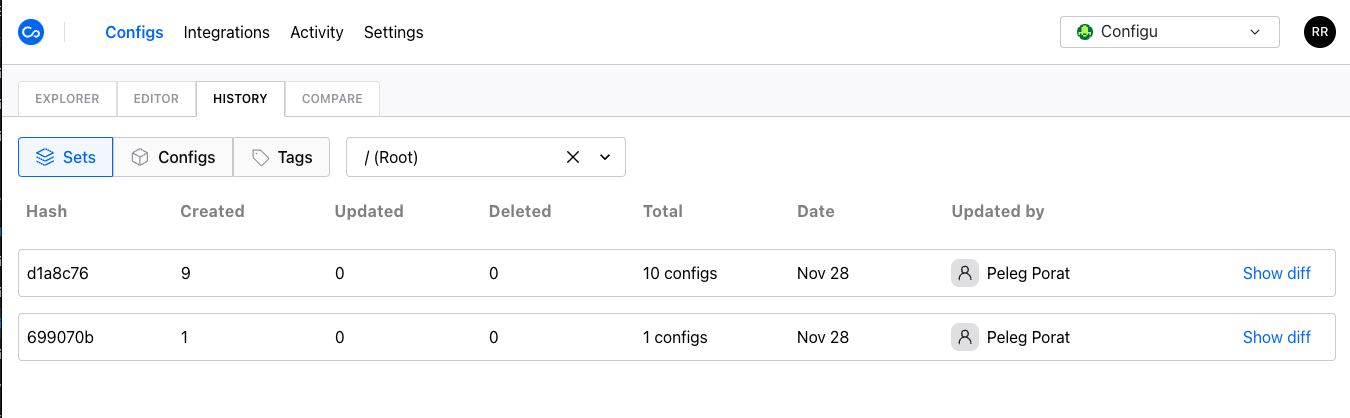 Configs Integrations Activity Settings Configu RR
EXPLORER EDITOR HISTORY COMPARE
Sets Configs Tags / (Root)
Hash Created Updated Deleted Total Date Updated by
d1a8c76 9 0 0 10 configs Nov 28 Peleg Porat Show diff
699070b 1 0 0 1 configs Nov 28 Peleg Porat Show diff